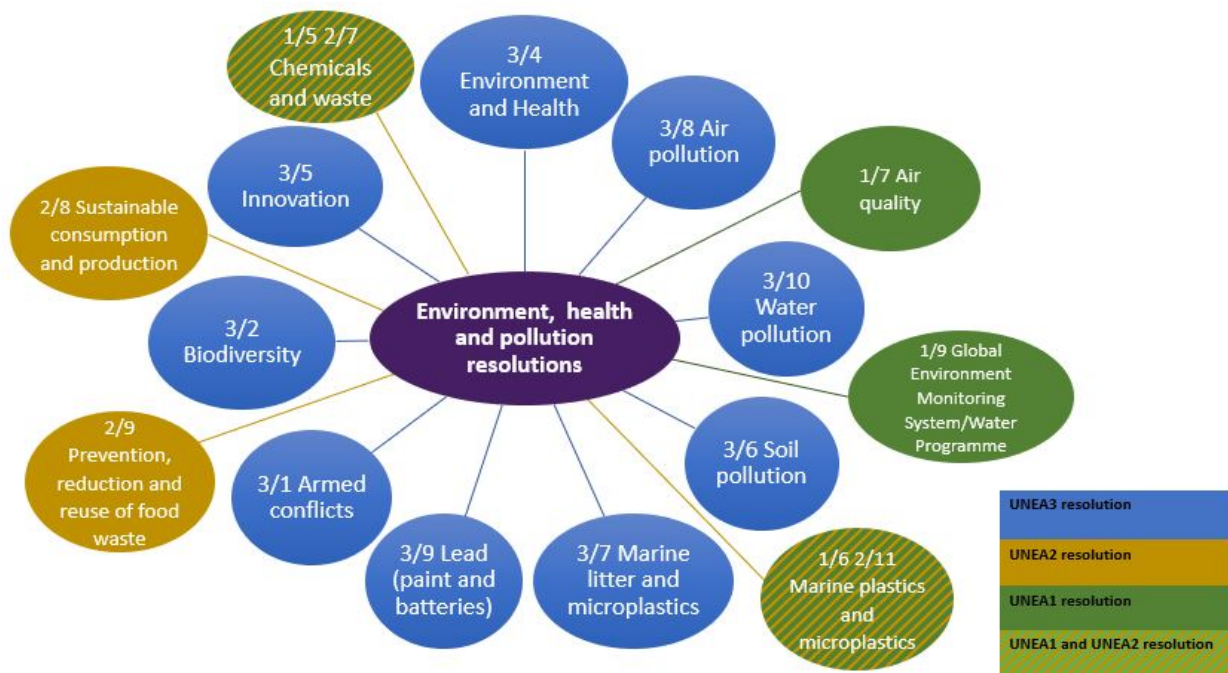 1/5 2/7
Chemicals
and waste
3/4
Environment
and Health
3/8 Air
pollution
1/7 Air
quality
3/5
Innovation
2/8 Sustainable
consumption
and production
3/10
Water
pollution
Environment, health
and pollution
resolutions
3/2
Biodiversity
1/9 Global
Environment
Monitoring
System/Water
Programme
2/9
Prevention,
reduction and
reuse of food
waste
3/1 Armed
conflicts
3/6 Soil
pollution
3/9 Lead
(paint and
batteries)
3/7 Marine
litter and
microplastics
1/6 2/11
Marine plastics
and
microplastics
UNEA3 resolution
UNEA2 resolution
UNEA1 resolution
UNEA1 and UNEA2 resolution